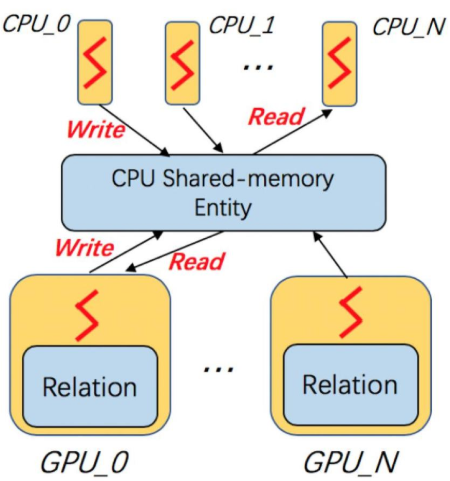 CPU_0
CPU_1
CPU_N
...
Write
Read
CPU Shared-memory
Entity
Write
Read
Relation
...
Relation
GPU_0
GPU_N